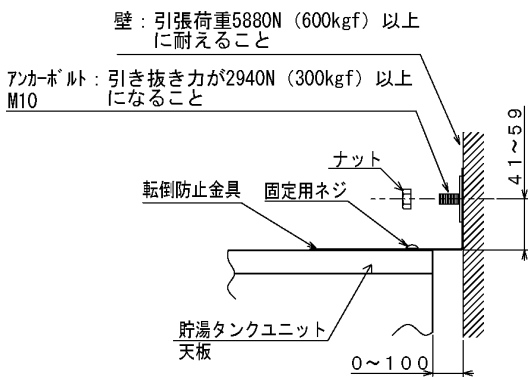 壁：引張荷重5880N（600kgf）以上
に耐えること
アンカーボルト：引き抜き力が2940N（300kgf）以上
M10 になること
ナット
転倒防止金具
固定用ネジ
41～59
貯湯タンクユニット
天板
0～100